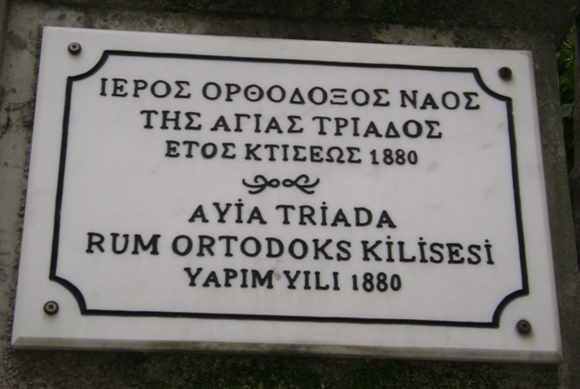 ΙΕΡΟΣ ΟΡΘΟΔΟΞΟΣ ΝΑΟΣ
ΤΗΣ ΑΓΙΑΣ ΤΡΙΑΔΟΣ
ΕΤΟΣ ΚΤΙΣΕΩΣ 1880
AYİA TRİADA
RUM ORTODOKS KİLİSESİ
YAPIM YILI 1880